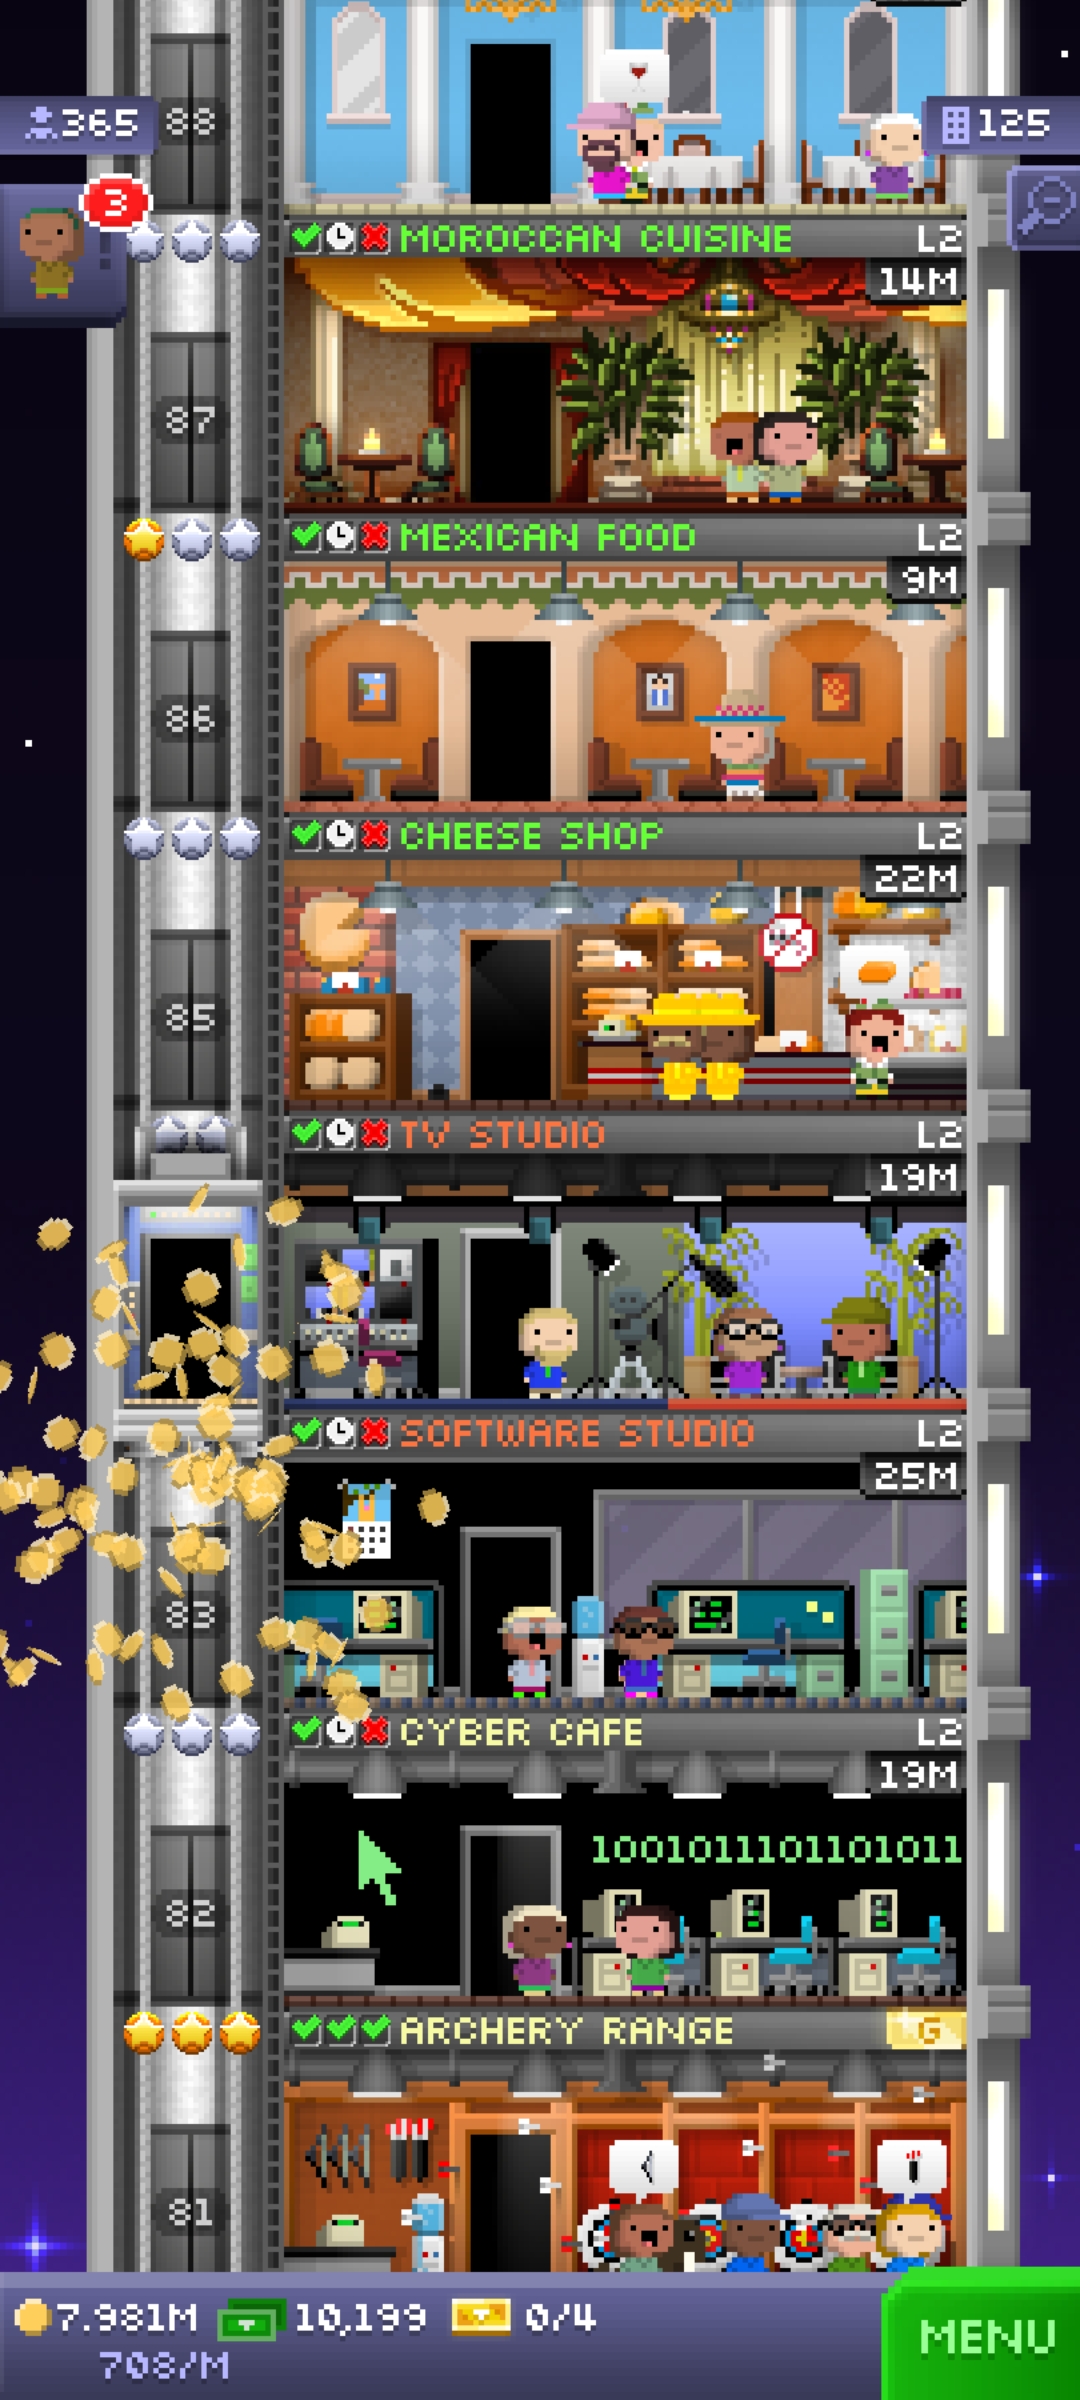 88
365
125
3
MOROCCAN CUISINE L2
14M
87
MEXICAN FOOD L2
9M
86
CHEESE SHOP L2
22M
85
TV STUDIO L2
19M
SOFTWARE STUDIO L2
25M
83
CYBER CAFE L2
19M
1001011101101011
82
ARCHERY RANGE G
81
7.981M 10,199 0/4
708/M
MENU